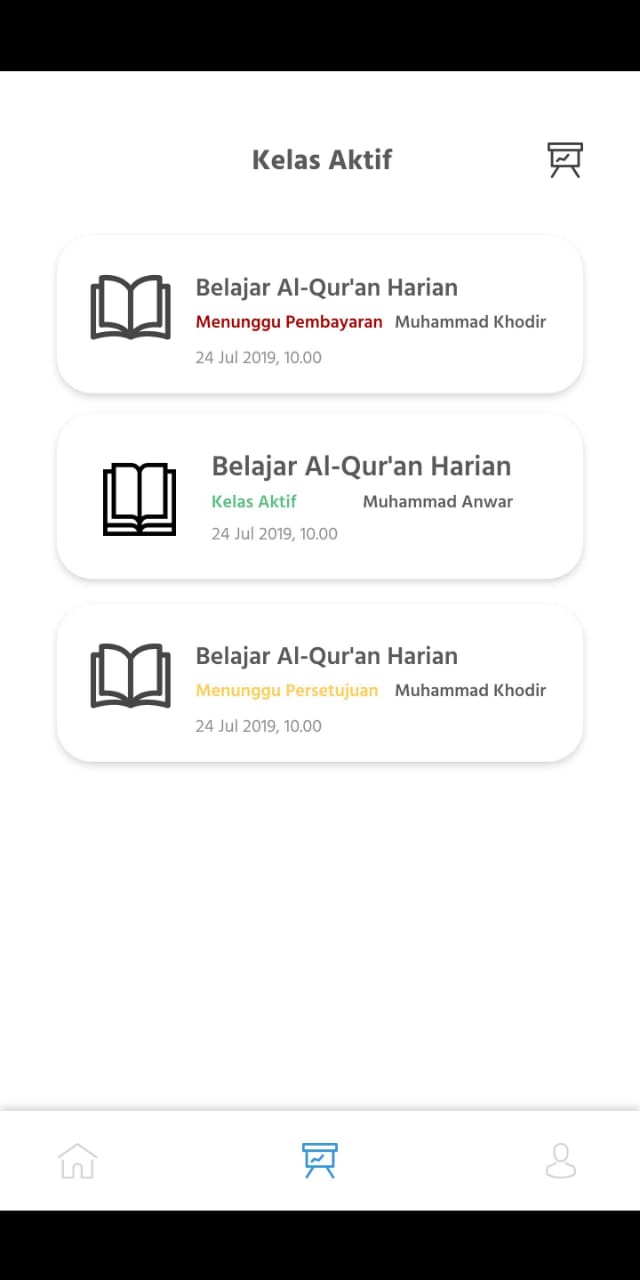 Kelas Aktif
Belajar Al-Qur'an Harian
Menunggu Pembayaran Muhammad Khodir
24 Jul 2019, 10.00
Belajar Al-Qur'an Harian
Kelas Aktif Muhammad Anwar
24 Jul 2019, 10.00
Belajar Al-Qur'an Harian
Menunggu Persetujuan Muhammad Khodir
24 Jul 2019, 10.00